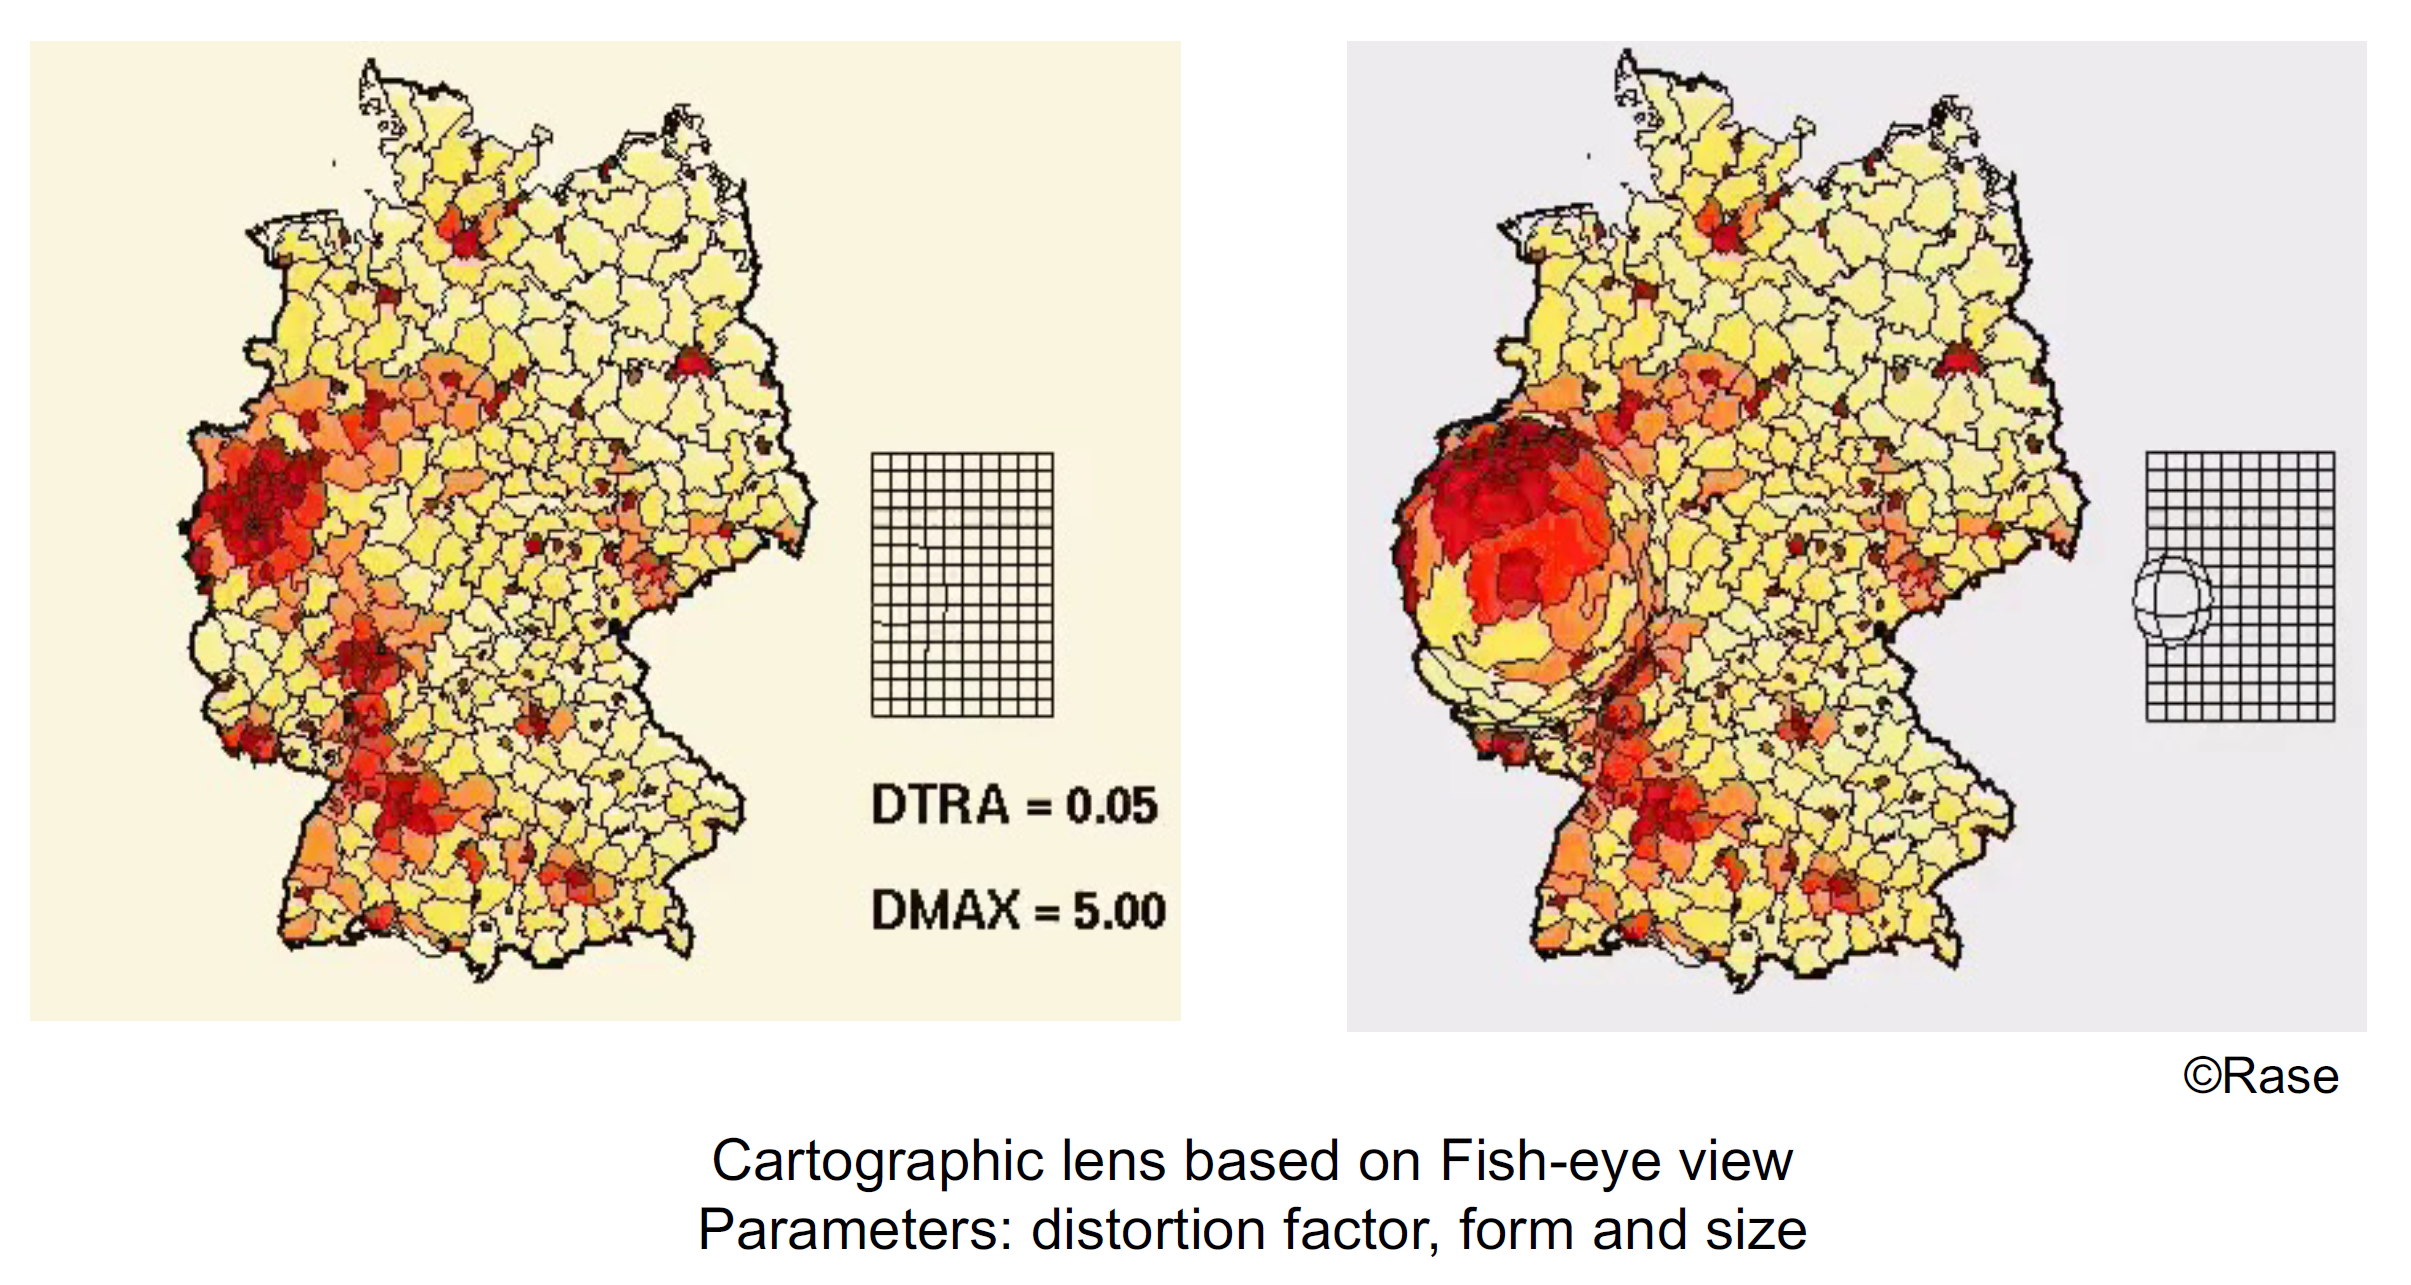 DTRA = 0.05
DMAX = 5.00
©Rase
Cartographic lens based on Fish-eye view
Parameters: distortion factor, form and size